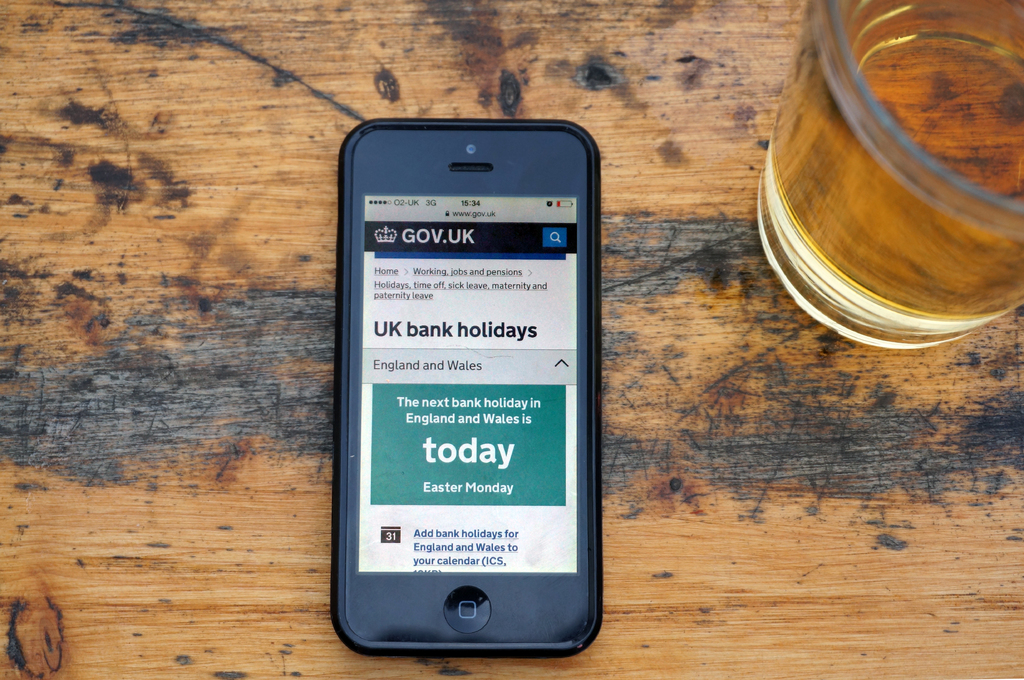 O2-UK 3G 15:34
www.gov.uk
GOV.UK
Home > Working, jobs and pensions >
Holidays, time off, sick leave, maternity and
paternity leave
UK bank holidays
England and Wales
The next bank holiday in
England and Wales is
today
Easter Monday
31 Add bank holidays for
England and Wales to
your calendar (ICS,